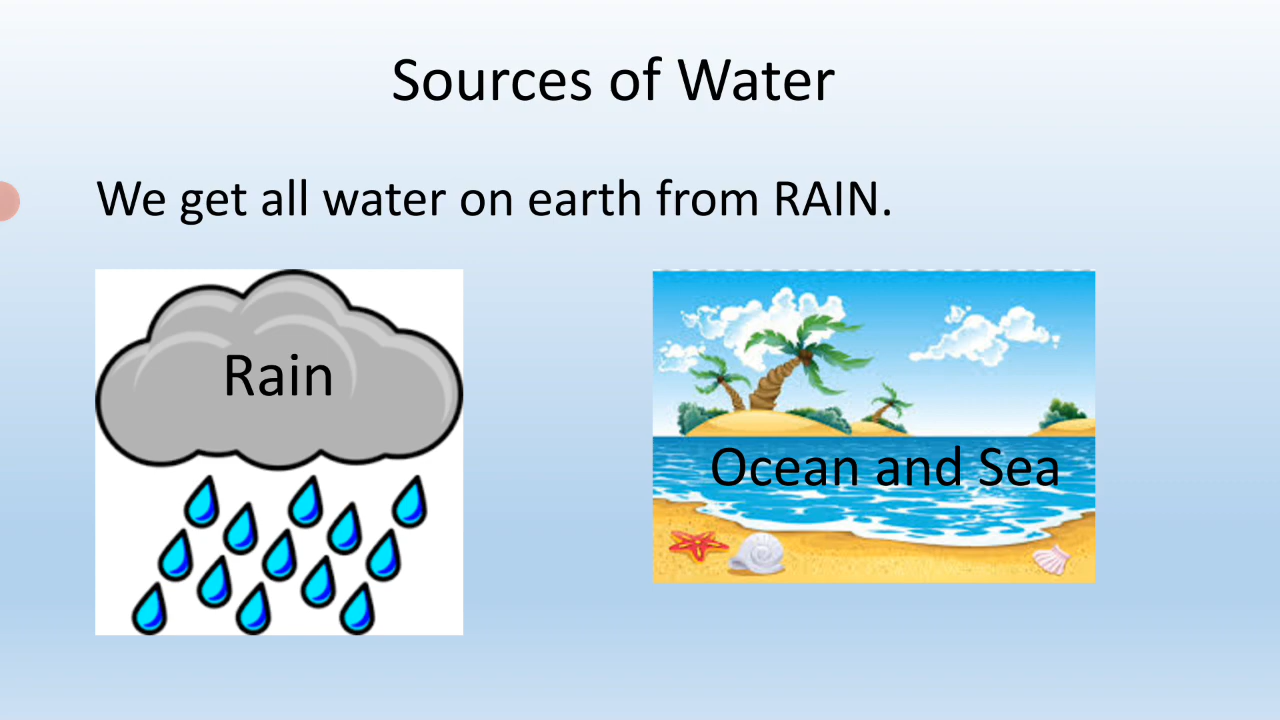 Sources of Water
We get all water on earth from RAIN.
Rain
Ocean and Sea